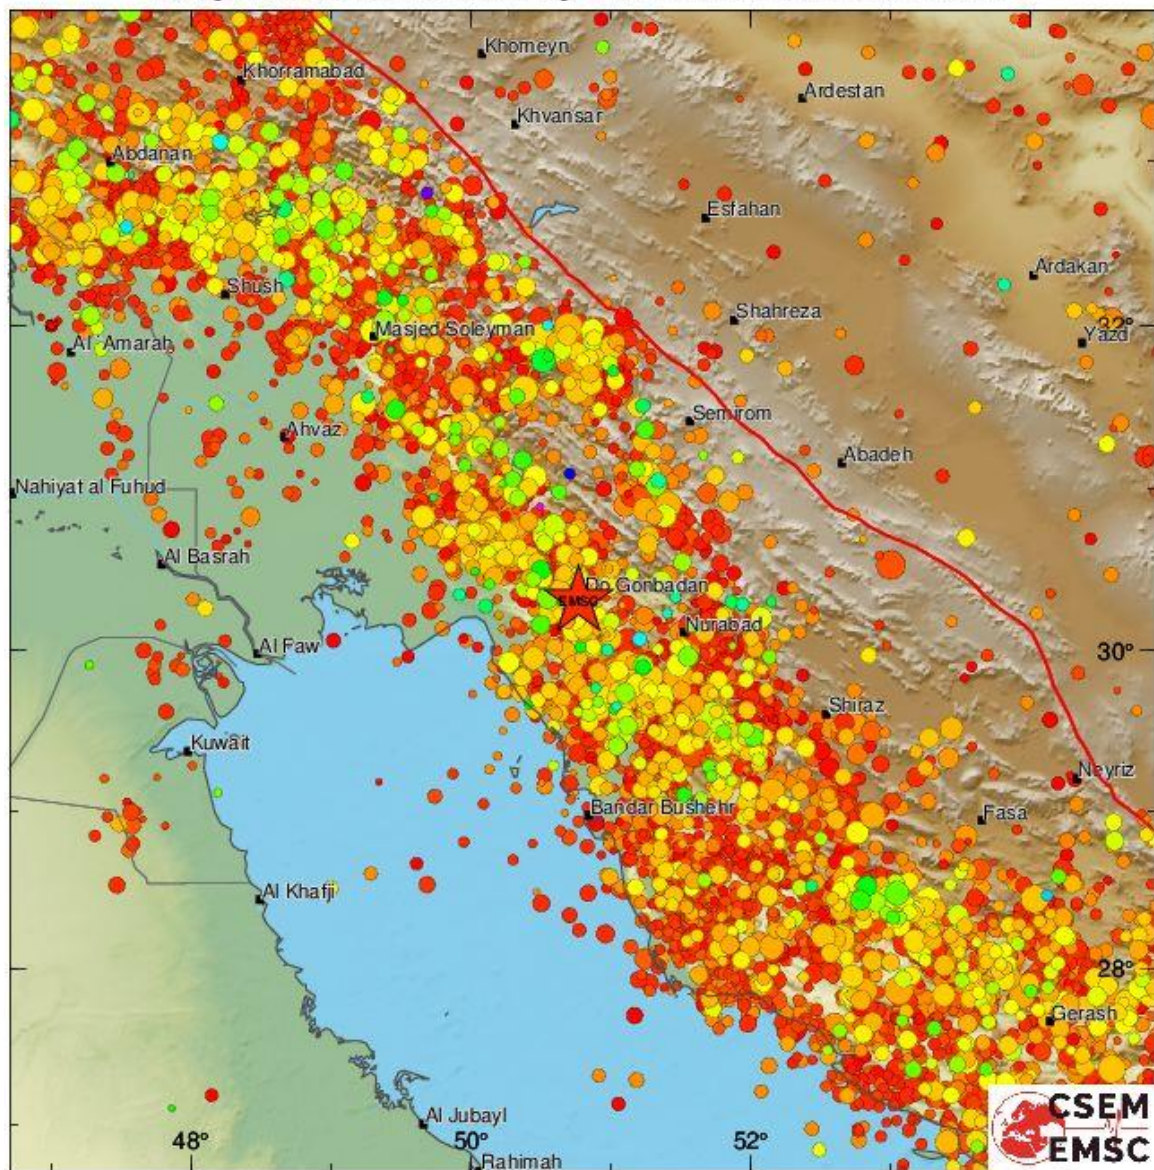 Khomeyn
Khorramabad
Ardestan
Khvansar
Abdanan
Esfahan
Ardakan
Shush
Shahreza
32°
Masjed Soleyman
Yazd
Al 'Amarah
Semirom
Ahvaz
Abadeh
Nahiyat al Fuhud
Al Basrah
Do Gonbadan
EMSC
Nurabad
Al Faw
30°
Shiraz
Kuwait
Neyriz
Bandar Bushehr
Fasa
Al Khafji
28°
Gerash
Al Jubayl
48°
50°
52°
Rahimah
CSEM
EMSC